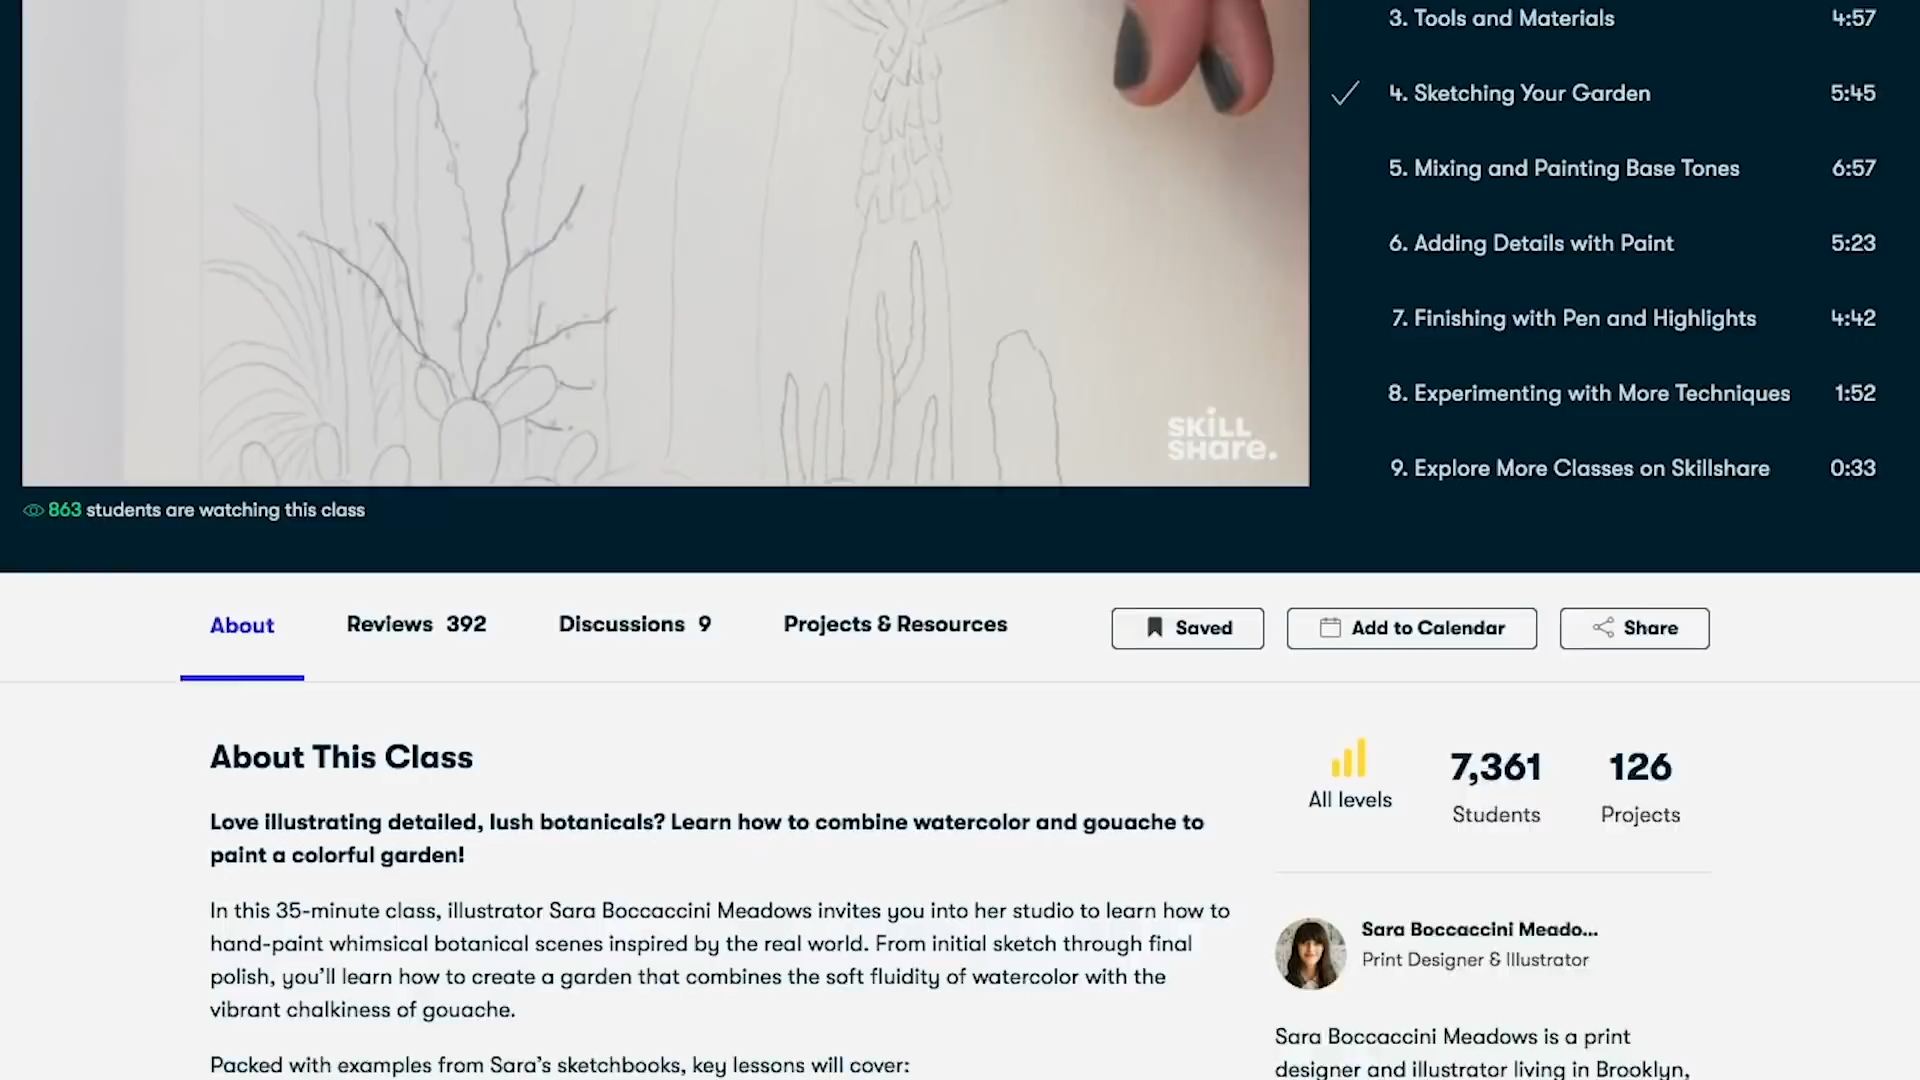 3. Tools and Materials 4:57
4. Sketching Your Garden 5:45
5. Mixing and Painting Base Tones 6:57
6. Adding Details with Paint 5:23
7. Finishing with Pen and Highlights 4:42
8. Experimenting with More Techniques 1:52
9. Explore More Classes on Skillshare 0:33
SKILL
SHare.
863 students are watching this class
About Reviews 392 Discussions 9 Projects & Resources Saved Add to Calendar Share
About This Class
Love illustrating detailed, lush botanicals? Learn how to combine watercolor and gouache to
paint a colorful garden!
In this 35-minute class, illustrator Sara Boccaccini Meadows invites you into her studio to learn how to
hand-paint whimsical botanical scenes inspired by the real world. From initial sketch through final
polish, you'll learn how to create a garden that combines the soft fluidity of watercolor with the
vibrant chalkiness of gouache.
Packed with examples from Sara's sketchbooks, key lessons will cover:
All levels
7,361
Students
126
Projects
Sara Boccaccini Meado...
Print Designer & Illustrator
Sara Boccaccini Meadows is a print
designer and illustrator living in Brooklyn,